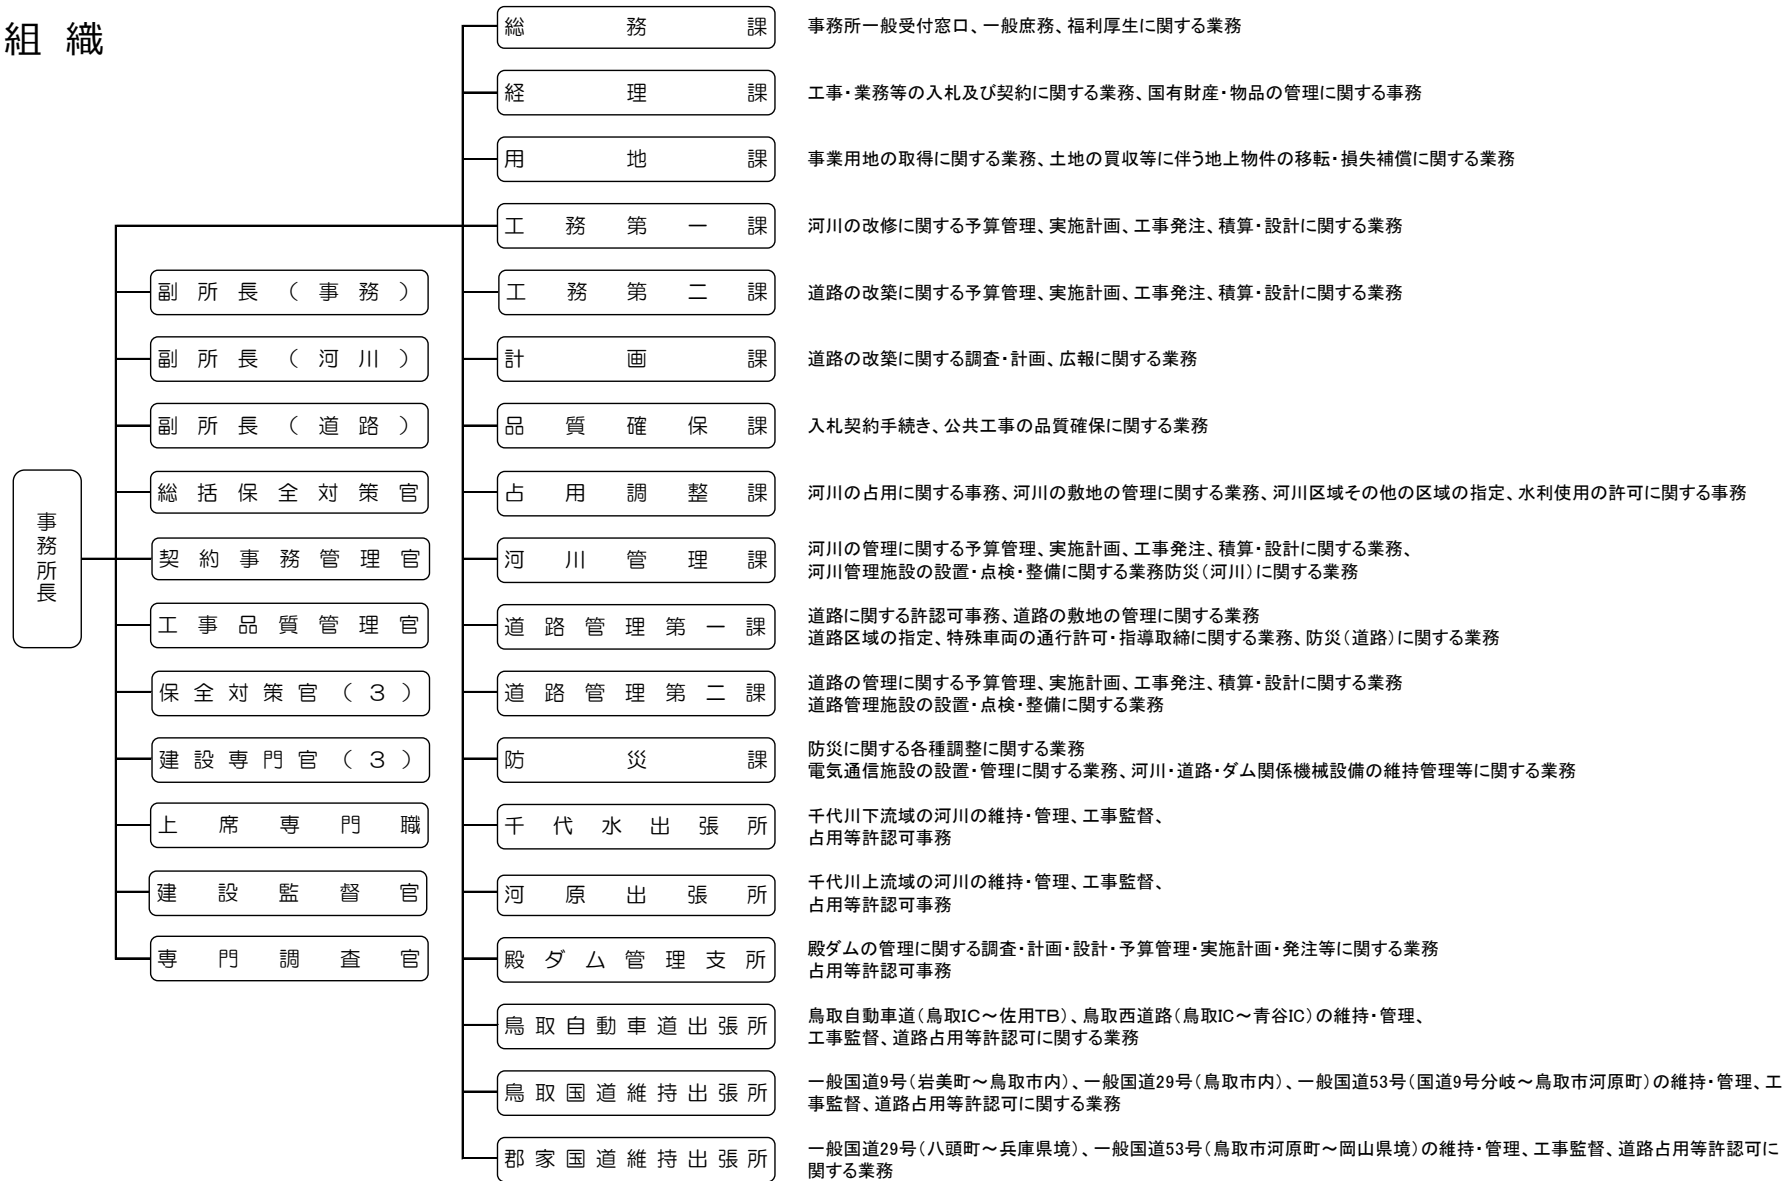 組 織
事務所長
副所長（事務）
副所長（河川）
副所長（道路）
総括保全対策官
契約事務管理官
工事品質管理官
保全対策官（３）
建設専門官（３）
上席専門職
建設監督官
専門調査官
総務課
事務所一般受付窓口、一般庶務、福利厚生に関する業務
経理課
工事・業務等の入札及び契約に関する業務、国有財産・物品の管理に関する事務
用地課
事業用地の取得に関する業務、土地の買収等に伴う地上物件の移転・損失補償に関する業務
工務第一課
河川の改修に関する予算管理、実施計画、工事発注、積算・設計に関する業務
工務第二課
道路の改築に関する予算管理、実施計画、工事発注、積算・設計に関する業務
計画課
道路の改築に関する調査・計画、広報に関する業務
品質確保課
入札契約手続き、公共工事の品質確保に関する業務
占用調整課
河川の占用に関する事務、河川の敷地の管理に関する業務、河川区域その他の区域の指定、水利使用の許可に関する事務
河川管理課
河川の管理に関する予算管理、実施計画、工事発注、積算・設計に関する業務、
河川管理施設の設置・点検・整備に関する業務防災（河川）に関する業務
道路管理第一課
道路に関する許認可事務、道路の敷地の管理に関する業務
道路区域の指定、特殊車両の通行許可・指導取締に関する業務、防災（道路）に関する業務
道路管理第二課
道路の管理に関する予算管理、実施計画、工事発注、積算・設計に関する業務
道路管理施設の設置・点検・整備に関する業務
防災課
防災に関する各種調整に関する業務
電気通信施設の設置・管理に関する業務、河川・道路・ダム関係機械設備の維持管理等に関する業務
千代水出張所
千代川下流域の河川の維持・管理、工事監督、
占用等許認可事務
河原出張所
千代川上流域の河川の維持・管理、工事監督、
占用等許認可事務
殿ダム管理支所
殿ダムの管理に関する調査・計画・設計・予算管理・実施計画・発注等に関する業務
占用等許認可事務
鳥取自動車道出張所
鳥取自動車道（鳥取IC～佐用TB）、鳥取西道路（鳥取IC～青谷IC）の維持・管理、
工事監督、道路占用等許認可に関する業務
鳥取国道維持出張所
一般国道9号（岩美町～鳥取市内）、一般国道29号（鳥取市内）、一般国道53号（国道9号分岐～鳥取市河原町）の維持・管理、工
事監督、道路占用等許認可に関する業務
郡家国道維持出張所
一般国道29号（八頭町～兵庫県境）、一般国道53号（鳥取市河原町～岡山県境）の維持・管理、工事監督、道路占用等許認可に
関する業務